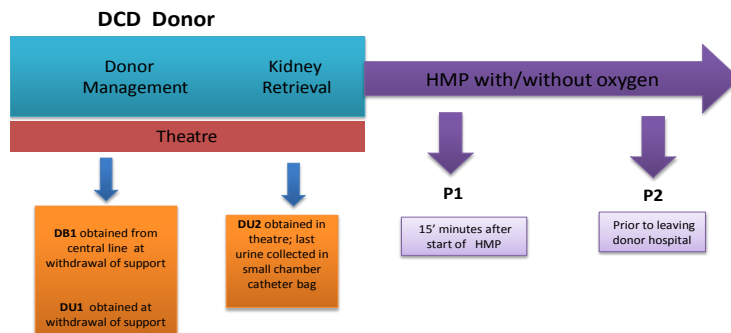 DCD Donor
Donor
Management
Kidney
Retrieval
HMP with/without oxygen
Theatre
DB1 obtained from
central line at
withdrawal of support
DU1 obtained at
withdrawal of support
DU2 obtained in
theatre; last
urine collected in
small chamber
catheter bag
P1
15' minutes after
start of HMP
P2
Prior to leaving
donor hospital